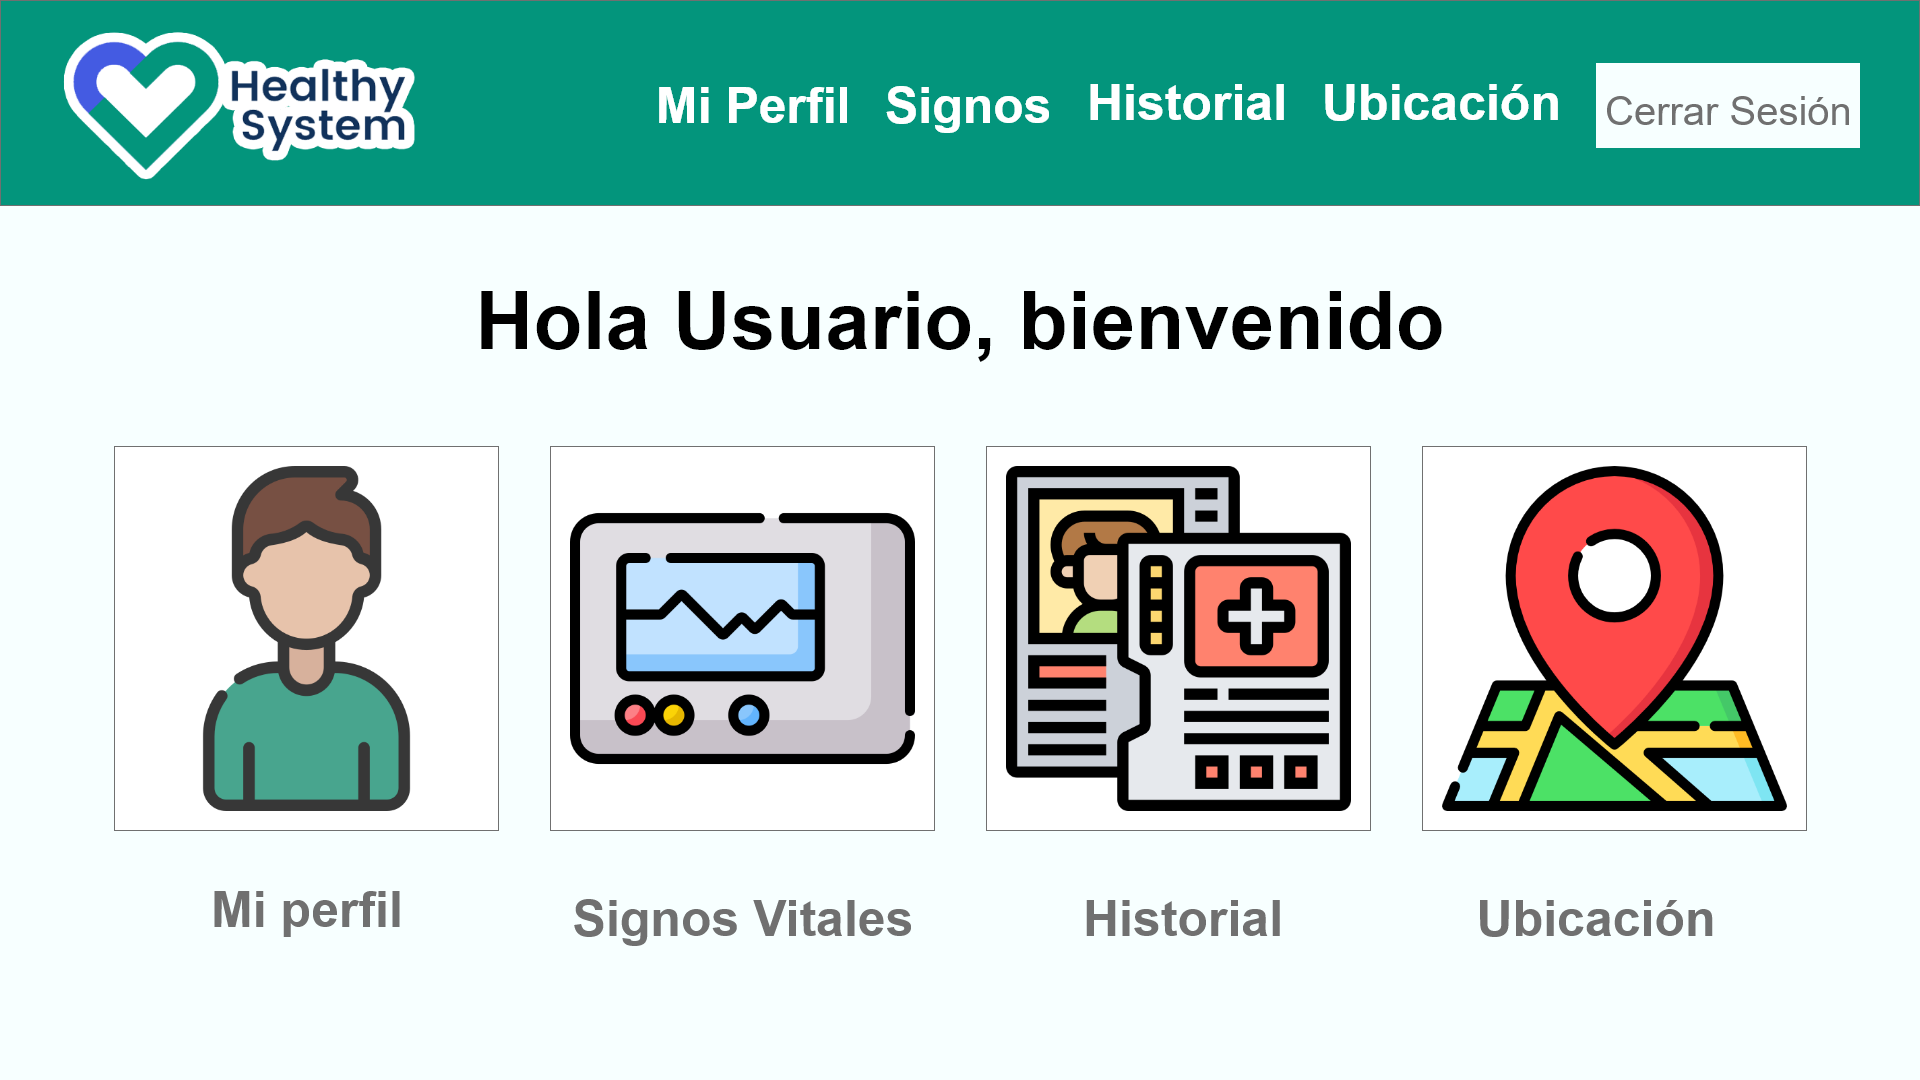 Healthy
System
Mi Perfil Signos Historial Ubicación Cerrar Sesión
Hola Usuario, bienvenido
Mi perfil Signos Vitales Historial Ubicación